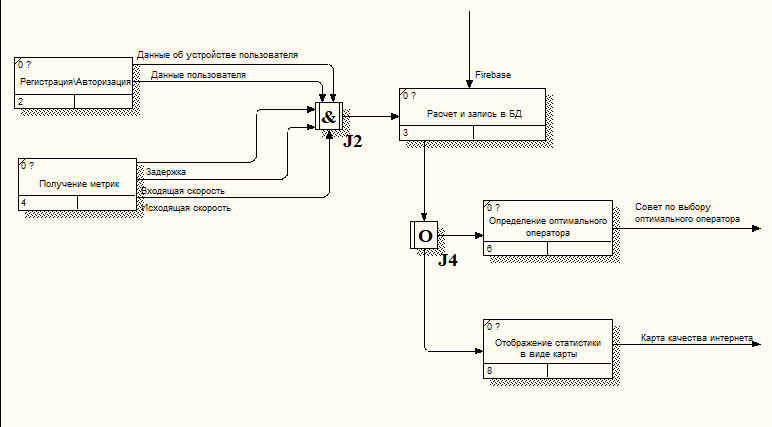 Данные об устройстве пользователя
Данные пользователя
0 ?
Регистрация\Авторизация
2
&
J2
Firebase
0 ?
Расчет и запись в БД
3
0 ?
Получение метрик
4
Задержка
Входящая скорость
Исходящая скорость
O
J4
0 ?
Определение оптимального
оператора
6
Совет по выбору
оптимального оператора
0 ?
Отображение статистики
в виде карты
8
Карта качества интернета